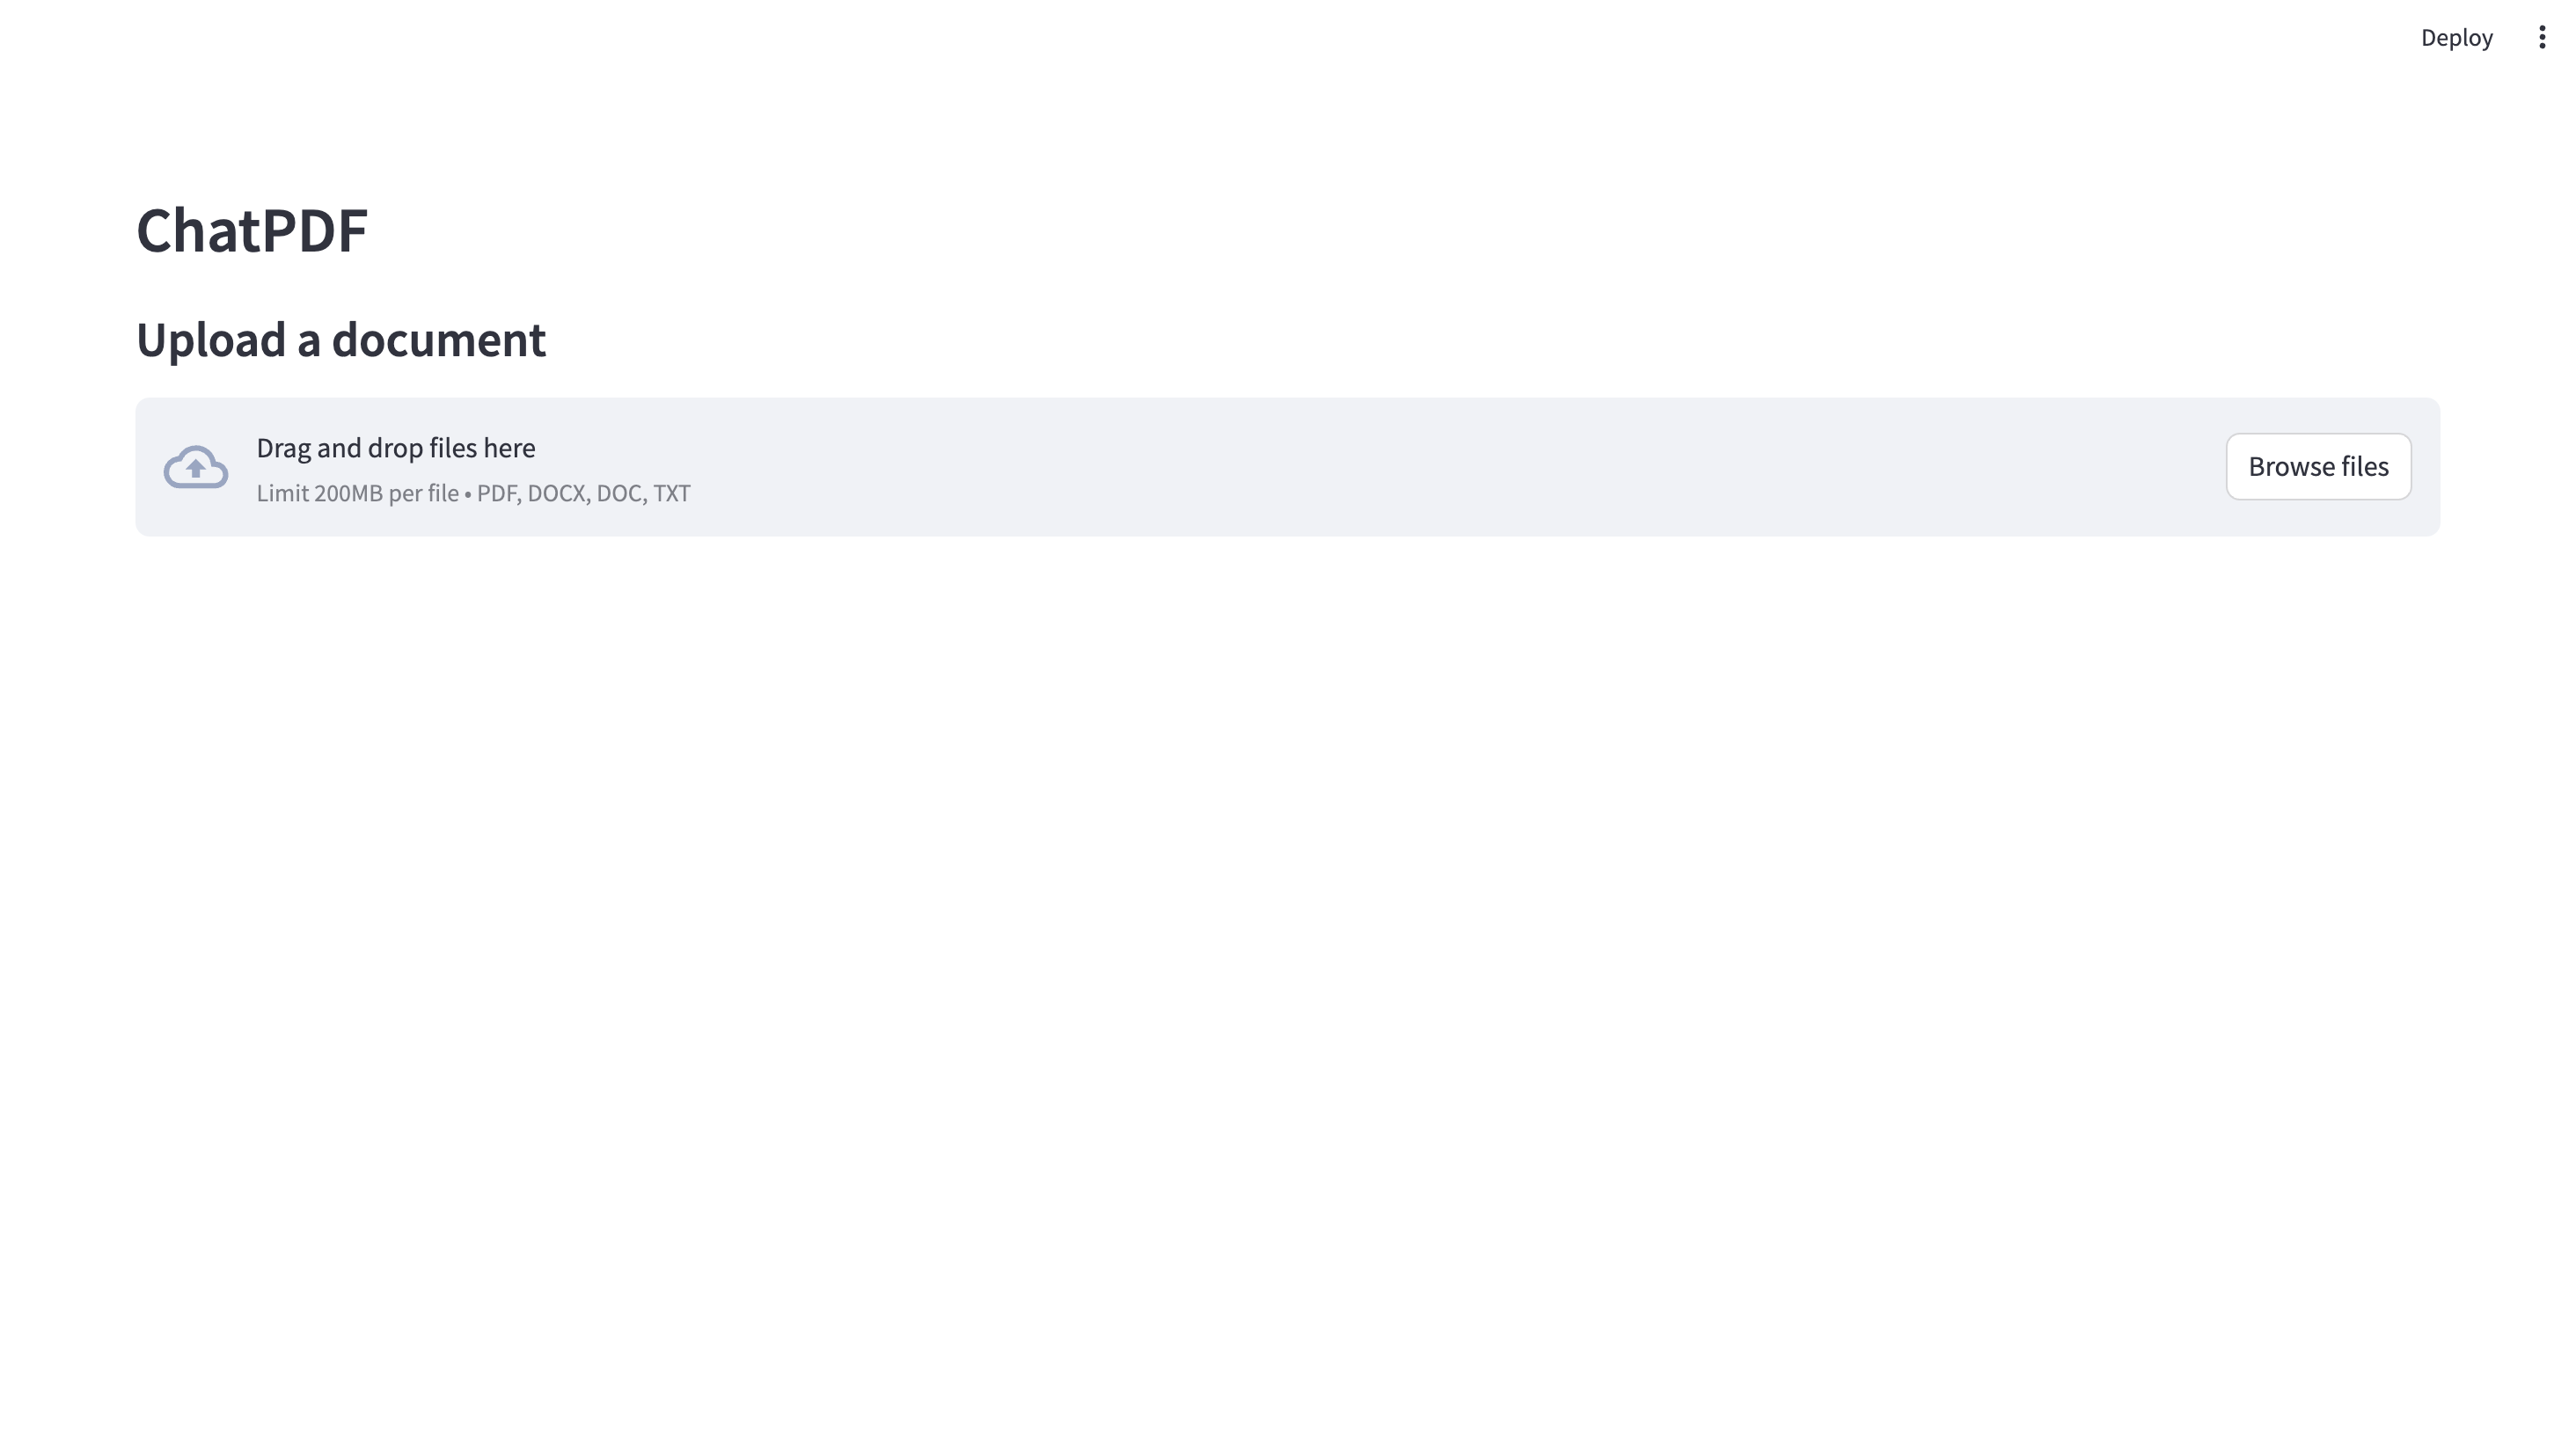 Deploy
ChatPDF
Upload a document
Drag and drop files here
Limit 200MB per file • PDF, DOCX, DOC, TXT
Browse files